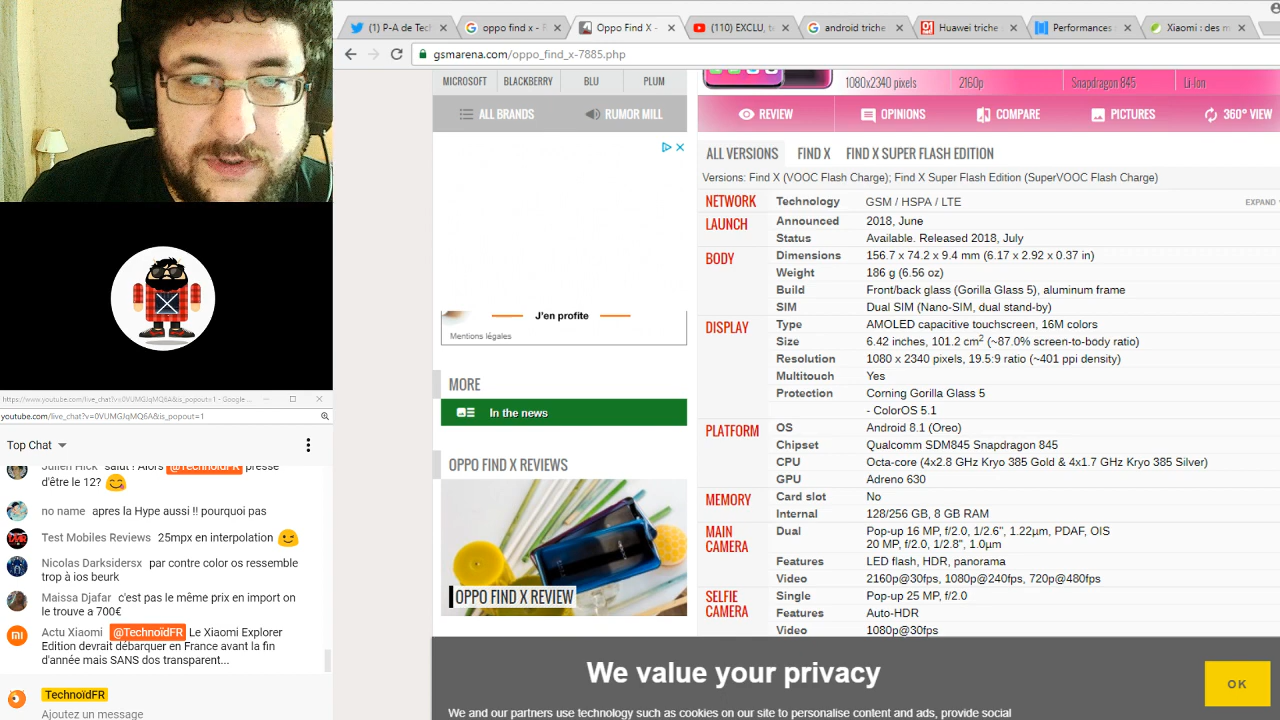 (1) P-A de Tech
oppo find x - R
Oppo Find X -
(110) EXCLU, te
android triche
Huawei triche
Performances
Xiaomi : des m
gsmarena.com/oppo_find_x-7885.php
MICROSOFT BLACKBERRY BLU PLUM
ALL BRANDS RUMOR MILL
J'en profite
Mentions légales
MORE
In the news
OPPO FIND X REVIEWS
OPPO FIND X REVIEW
1080x2340 pixels 2160p Snapdragon 845 Li-Ion
REVIEW OPINIONS COMPARE PICTURES 360° VIEW
ALL VERSIONS FIND X FIND X SUPER FLASH EDITION
Versions: Find X (VOOC Flash Charge); Find X Super Flash Edition (SuperVOOC Flash Charge)
NETWORK Technology GSM / HSPA / LTE EXPAND
LAUNCH Announced 2018, June
Status Available. Released 2018, July
BODY Dimensions 156.7 x 74.2 x 9.4 mm (6.17 x 2.92 x 0.37 in)
Weight 186 g (6.56 oz)
Build Front/back glass (Gorilla Glass 5), aluminum frame
SIM Dual SIM (Nano-SIM, dual stand-by)
DISPLAY Type AMOLED capacitive touchscreen, 16M colors
Size 6.42 inches, 101.2 cm2 (~87.0% screen-to-body ratio)
Resolution 1080 x 2340 pixels, 19.5:9 ratio (~401 ppi density)
Multitouch Yes
Protection Corning Gorilla Glass 5
- ColorOS 5.1
PLATFORM OS Android 8.1 (Oreo)
Chipset Qualcomm SDM845 Snapdragon 845
CPU Octa-core (4x2.8 GHz Kryo 385 Gold & 4x1.7 GHz Kryo 385 Silver)
GPU Adreno 630
MEMORY Card slot No
Internal 128/256 GB, 8 GB RAM
MAIN CAMERA Dual Pop-up 16 MP, f/2.0, 1/2.6", 1.22µm, PDAF, OIS
20 MP, f/2.0, 1/2.8", 1.0µm
Features LED flash, HDR, panorama
Video 2160p@30fps, 1080p@240fps, 720p@480fps
SELFIE CAMERA Single Pop-up 25 MP, f/2.0
Features Auto-HDR
Video 1080p@30fps
We value your privacy
OK
We and our partners use technology such as cookies on our site to personalise content and ads, provide social
https://www.youtube.com/live_chat?v=0VUMGJqMQ6A&is_popout=1 - Google ...
youtube.com/live_chat?v=0VUMGJqMQ6A&is_popout=1
Top Chat
Julien Hick salut ! Alors @TechnoïdFR presse
d'être le 12? 😋
no name apres la Hype aussi !! pourquoi pas
Test Mobiles Reviews 25mpx en interpolation 😉
Nicolas Darksidersx par contre color os ressemble
trop à ios beurk
Maissa Djafar c'est pas le même prix en import on
le trouve a 700€
Actu Xiaomi @TechnoïdFR Le Xiaomi Explorer
Edition devrait débarquer en France avant la fin
d'année mais SANS dos transparent...
TechnoïdFR
Ajoutez un message